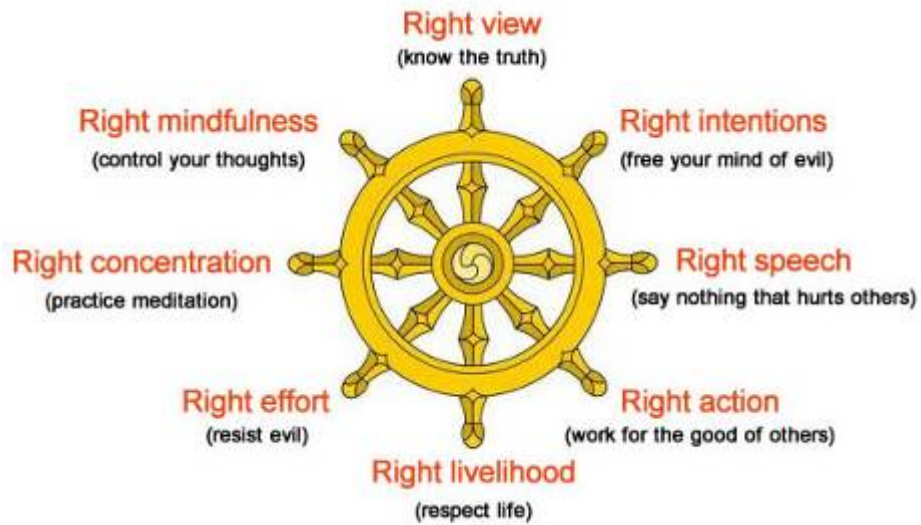 Right view
(know the truth)
Right mindfulness
(control your thoughts)
Right intentions
(free your mind of evil)
Right concentration
(practice meditation)
Right speech
(say nothing that hurts others)
Right effort
(resist evil)
Right action
(work for the good of others)
Right livelihood
(respect life)